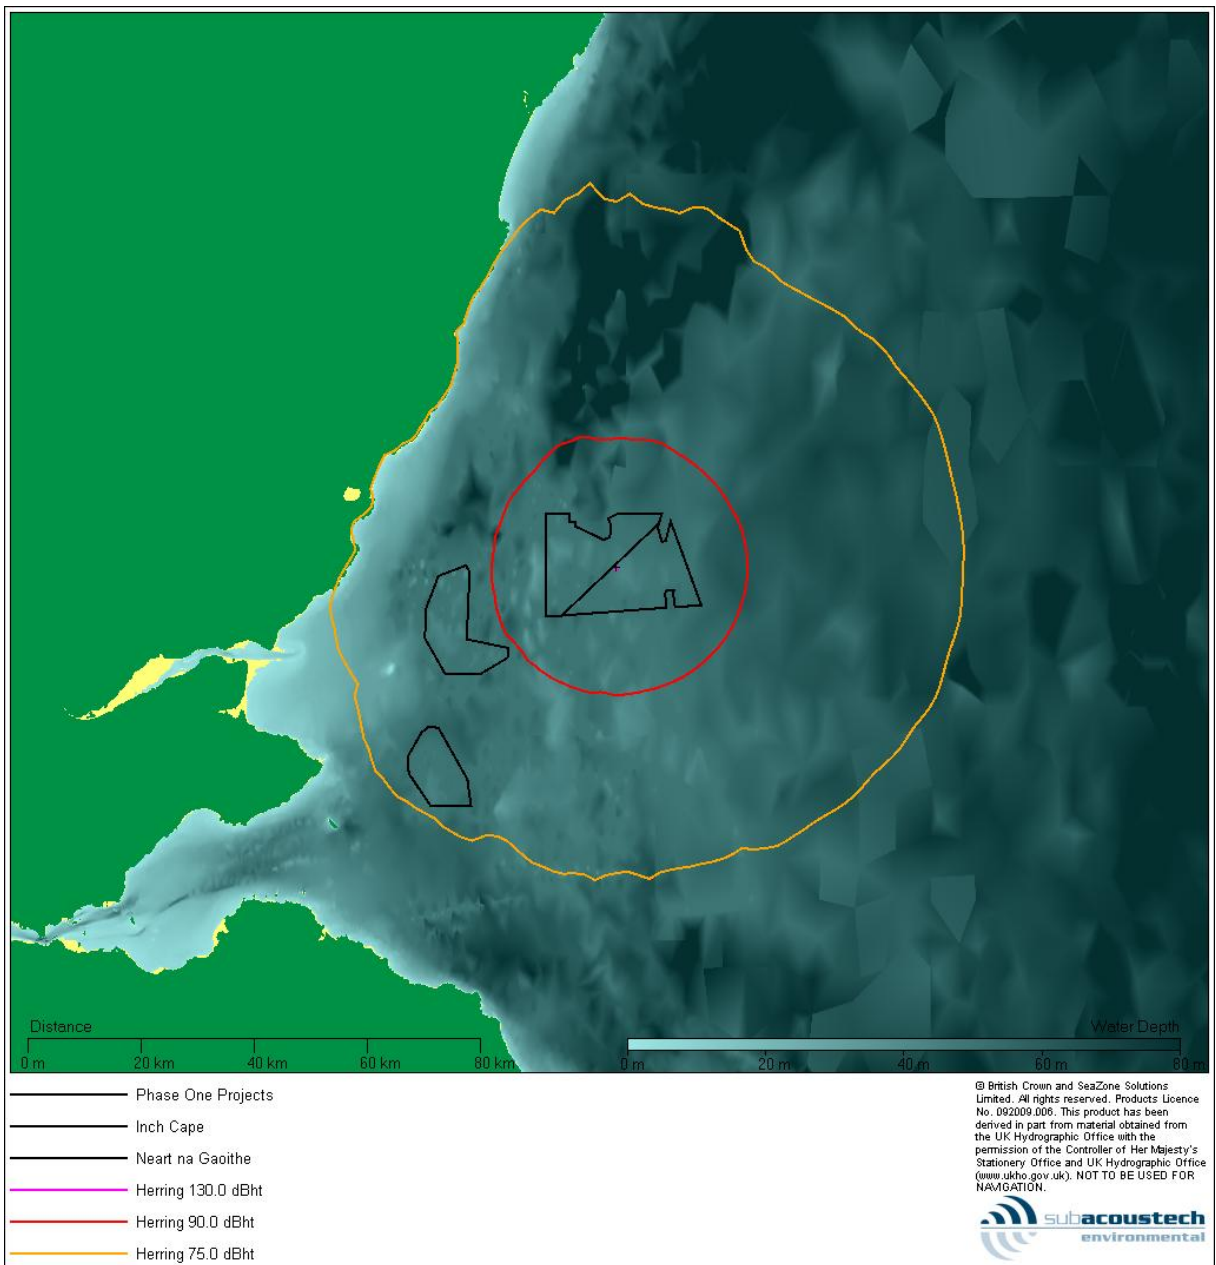 Distance
0 m 20 km 40 km 60 km 80 km
Water Depth
0 m 20 m 40 m 60 m 80 m
Phase One Projects
Inch Cape
Neart na Gaoithe
Herring 130.0 dBht
Herring 90.0 dBht
Herring 75.0 dBht
© British Crown and SeaZone Solutions
Limited. All rights reserved. Products Licence
No. 092009.006. This product has been
derived in part from material obtained from
the UK Hydrographic Office with the
permission of the Controller of Her Majesty's
Stationery Office and UK Hydrographic Office
(www.ukho.gov.uk). NOT TO BE USED FOR
NAVIGATION.
subacoustech
environmental